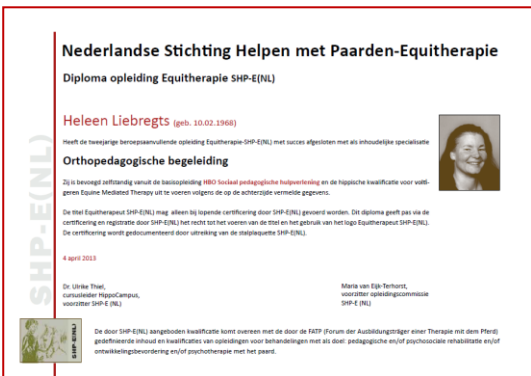 Nederlandse Stichting Helpen met Paarden-Equitherapie
Diploma opleiding Equitherapie SHP-E(NL)
Heleen Liebregts (geb. 10.02.1968)
Heeft de tweejarige beroepsaanvullende opleiding Equitherapie-SHP-E(NL) met succes afgesloten met als inhoudelijke specialisatie
Orthopedagogische begeleiding
Zij is bevoegd zelfstandig vanuit de basisopleiding HBO Sociaal pedagogische hulpverlening en de hippische kwalificatie voor volti-
geren Equine Mediated Therapy uit te voeren volgens de op de achterzijde vermelde gegevens.
De titel Equitherapeut SHP-E(NL) mag alleen bij lopende certificering door SHP-E(NL) gevoerd worden. Dit diploma geeft pas via de
certificering en registratie door SHP-E(NL) het recht tot het voeren van de titel en het gebruik van het logo Equitherapeut SHP-E(NL).
De certificering wordt gedocumenteerd door uitreiking van de stalplaquette SHP-E(NL).
4 april 2013
Dr. Ulrike Thiel,
cursusleider HippoCampus,
voorzitter SHP-E (NL)
Maria van Eijk-Terhorst,
voorzitter opleidingscommissie
SHP-E (NL)
SHP-E(NL)
SHP-E(NL)
De door SHP-E(NL) aangeboden kwalificatie komt overeen met de door de FATP (Forum der Ausbildungsträger einer Therapie mit dem Pferd)
gedefinieerde inhoud en kwalificaties van opleidingen voor behandelingen met als doel: pedagogische en/of psychosociale rehabilitatie en/of
ontwikkelingsbevordering en/of psychotherapie met het paard.